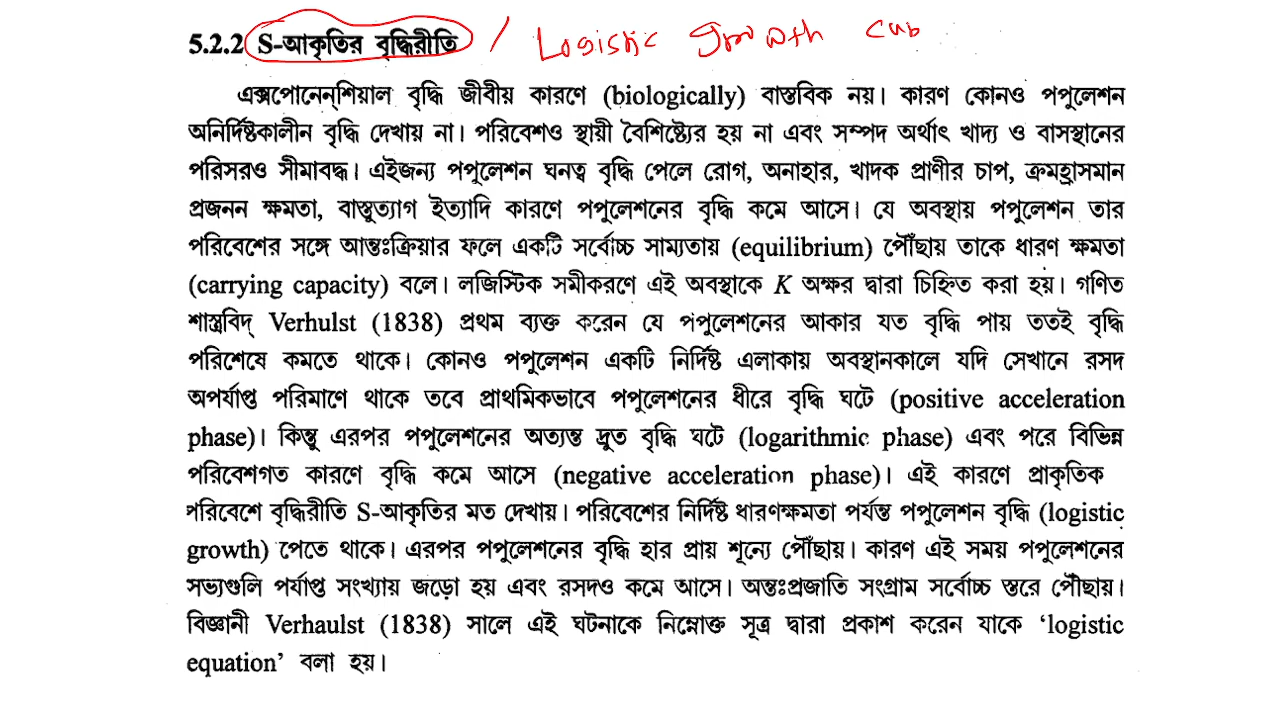 5.2.2 S-আকৃতির বৃদ্ধিরীতি / Logistic growth cub
এক্সপোনেন্‌শিয়াল বৃদ্ধি জীবীয় কারণে (biologically) বাস্তবিক নয়। কারণ কোনও পপুলেশন
অনির্দিষ্টকালীন বৃদ্ধি দেখায় না। পরিবেশও স্থায়ী বৈশিষ্ট্যের হয় না এবং সম্পদ অর্থাৎ খাদ্য ও বাসস্থানের
পরিসরও সীমাবদ্ধ। এইজন্য পপুলেশন ঘনত্ব বৃদ্ধি পেলে রোগ, অনাহার, খাদক প্রাণীর চাপ, ক্রমহ্রাসমান
প্রজনন ক্ষমতা, বাস্তুত্যাগ ইত্যাদি কারণে পপুলেশনের বৃদ্ধি কমে আসে। যে অবস্থায় পপুলেশন তার
পরিবেশের সঙ্গে আন্তঃক্রিয়ার ফলে একটি সর্বোচ্চ সাম্যতায় (equilibrium) পৌঁছায় তাকে ধারণ ক্ষমতা
(carrying capacity) বলে। লজিস্টিক সমীকরণে এই অবস্থাকে K অক্ষর দ্বারা চিহ্নিত করা হয়। গণিত
শাস্ত্রবিদ্ Verhulst (1838) প্রথম ব্যক্ত করেন যে পপুলেশনের আকার যত বৃদ্ধি পায় ততই বৃদ্ধি
পরিশেষে কমতে থাকে। কোনও পপুলেশন একটি নির্দিষ্ট এলাকায় অবস্থানকালে যদি সেখানে রসদ
অপর্যাপ্ত পরিমাণে থাকে তবে প্রাথমিকভাবে পপুলেশনের ধীরে বৃদ্ধি ঘটে (positive acceleration
phase)। কিন্তু এরপর পপুলেশনের অত্যন্ত দ্রুত বৃদ্ধি ঘটে (logarithmic phase) এবং পরে বিভিন্ন
পরিবেশগত কারণে বৃদ্ধি কমে আসে (negative acceleration phase)। এই কারণে প্রাকৃতিক
পরিবেশে বৃদ্ধিরীতি S-আকৃতির মত দেখায়। পরিবেশের নির্দিষ্ট ধারণক্ষমতা পর্যন্ত পপুলেশন বৃদ্ধি (logistic
growth) পেতে থাকে। এরপর পপুলেশনের বৃদ্ধি হার প্রায় শূন্যে পৌঁছায়। কারণ এই সময় পপুলেশনের
সভ্যগুলি পর্যাপ্ত সংখ্যায় জড়ো হয় এবং রসদও কমে আসে। অন্তঃপ্রজাতি সংগ্রাম সর্বোচ্চ স্তরে পৌঁছায়।
বিজ্ঞানী Verhaulst (1838) সালে এই ঘটনাকে নিম্নোক্ত সূত্র দ্বারা প্রকাশ করেন যাকে ‘logistic
equation’ বলা হয়।